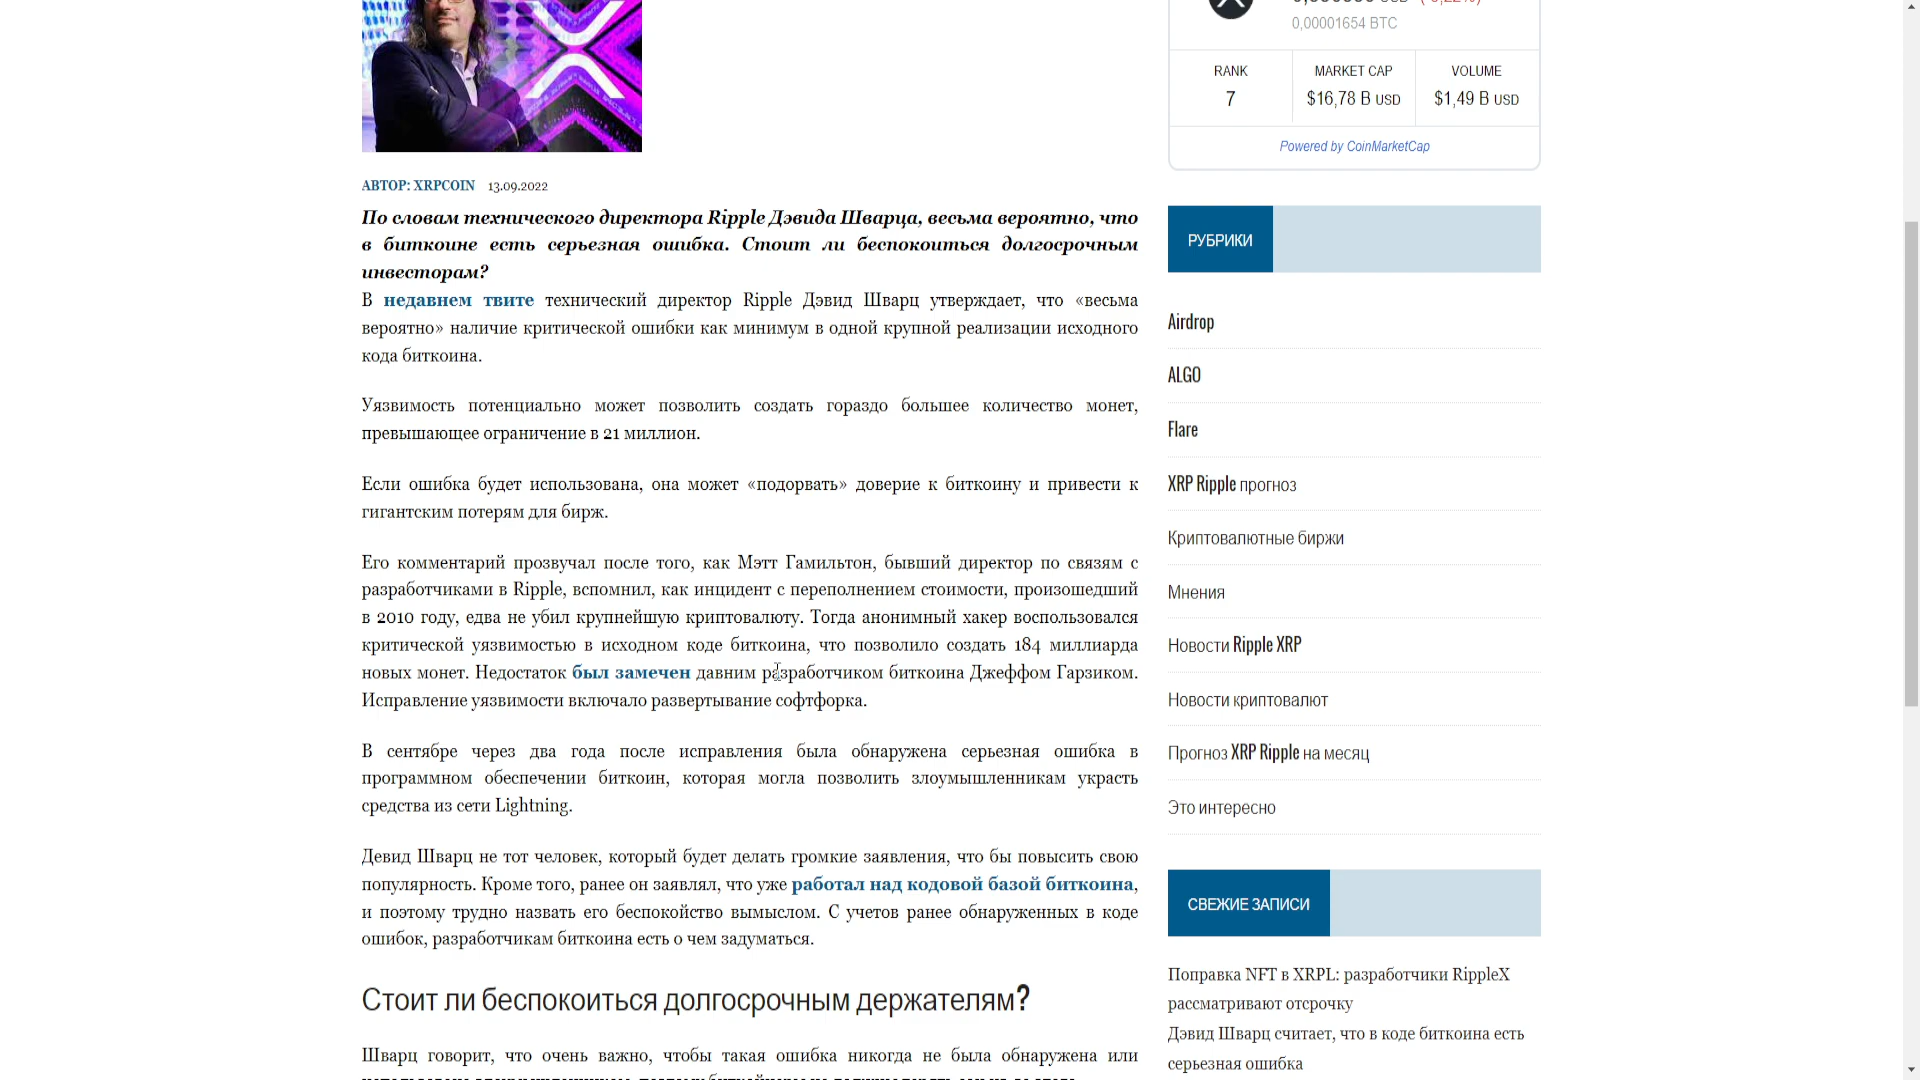 0,00001654 BTC
RANK
7
MARKET CAP
$16,78 B USD
VOLUME
$1,49 B USD
Powered by CoinMarketCap
АВТОР: XRPCOIN 13.09.2022
По словам технического директора Ripple Дэвида Шварца, весьма вероятно, что
в биткоине есть серьезная ошибка. Стоит ли беспокоиться долгосрочным
инвесторам?
В недавнем твите технический директор Ripple Дэвид Шварц утверждает, что «весьма
вероятно» наличие критической ошибки как минимум в одной крупной реализации исходного
кода биткоина.
Уязвимость потенциально может позволить создать гораздо большее количество монет,
превышающее ограничение в 21 миллион.
Если ошибка будет использована, она может «подорвать» доверие к биткоину и привести к
гигантским потерям для бирж.
Его комментарий прозвучал после того, как Мэтт Гамильтон, бывший директор по связям с
разработчиками в Ripple, вспомнил, как инцидент с переполнением стоимости, произошедший
в 2010 году, едва не убил крупнейшую криптовалюту. Тогда анонимный хакер воспользовался
критической уязвимостью в исходном коде биткоина, что позволило создать 184 миллиарда
новых монет. Недостаток был замечен давним разработчиком биткоина Джеффом Гарзиком.
Исправление уязвимости включало развертывание софтфорка.
В сентябре через два года после исправления была обнаружена серьезная ошибка в
программном обеспечении биткоин, которая могла позволить злоумышленникам украсть
средства из сети Lightning.
Девид Шварц не тот человек, который будет делать громкие заявления, что бы повысить свою
популярность. Кроме того, ранее он заявлял, что уже работал над кодовой базой биткоина,
и поэтому трудно назвать его беспокойство вымыслом. С учетов ранее обнаруженных в коде
ошибок, разработчикам биткоина есть о чем задуматься.
Стоит ли беспокоиться долгосрочным держателям?
Шварц говорит, что очень важно, чтобы такая ошибка никогда не была обнаружена или
РУБРИКИ
Airdrop
ALGO
Flare
XRP Ripple прогноз
Криптовалютные биржи
Мнения
Новости Ripple XRP
Новости криптовалют
Прогноз XRP Ripple на месяц
Это интересно
СВЕЖИЕ ЗАПИСИ
Поправка NFT в XRPL: разработчики RippleX
рассматривают отсрочку
Дэвид Шварц считает, что в коде биткоина есть
серьезная ошибка